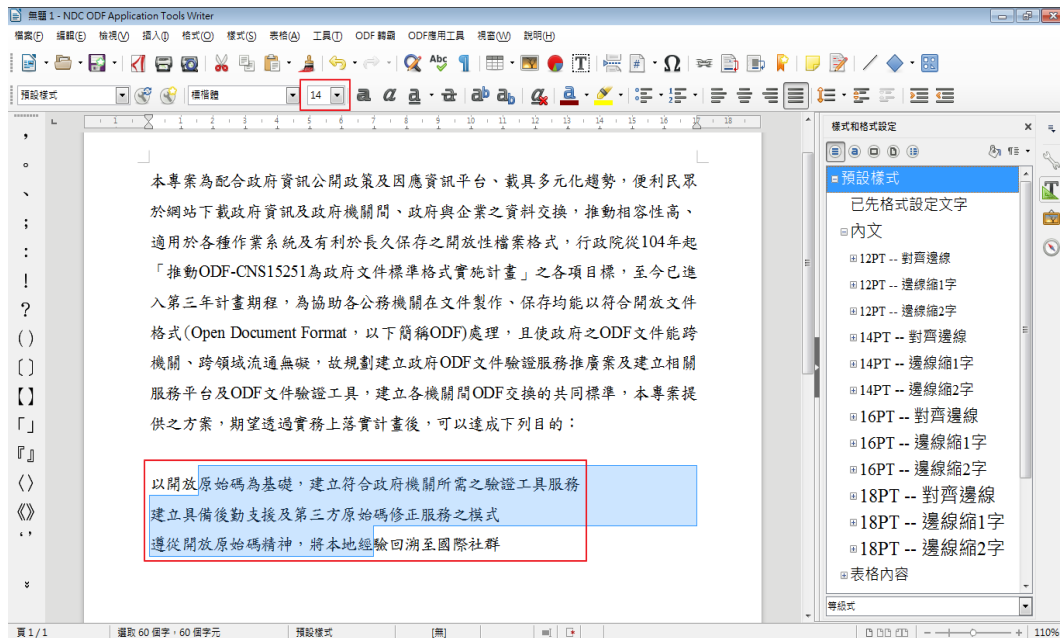 無題 1 - NDC ODF Application Tools Writer
檔案(F) 編輯(E) 檢視(V) 插入(I) 格式(O) 樣式(S) 表格(A) 工具(T) ODF 轉廠 ODF應用工具 視窗(W) 說明(H)
預設樣式 標楷體 14
樣式和格式設定
預設樣式
已先格式設定文字
內文
12PT -- 對齊邊線
12PT -- 邊線縮1字
12PT -- 邊線縮2字
14PT -- 對齊邊線
14PT -- 邊線縮1字
14PT -- 邊線縮2字
16PT -- 對齊邊線
16PT -- 邊線縮1字
16PT -- 邊線縮2字
18PT -- 對齊邊線
18PT -- 邊線縮1字
18PT -- 邊線縮2字
表格內容
等級式
，
。
、
；
：
！
？
( )
〔 〕
【 】
「 」
『 』
〈 〉
《 》
‘ ’
本專案為配合政府資訊公開政策及因應資訊平台、載具多元化趨勢，便利民眾
於網站下載政府資訊及政府機關間、政府與企業之資料交換，推動相容性高、
適用於各種作業系統及有利於長久保存之開放性檔案格式，行政院從104年起
「推動ODF-CNS15251為政府文件標準格式實施計畫」之各項目標，至今已進
入第三年計畫期程，為協助各公務機關在文件製作、保存均能以符合開放文件
格式(Open Document Format，以下簡稱ODF)處理，且使政府之ODF文件能跨
機關、跨領域流通無礙，故規劃建立政府ODF文件驗證服務推廣案及建立相關
服務平台及ODF文件驗證工具，建立各機關間ODF交換的共同標準，本專案提
供之方案，期望透過實務上落實計畫後，可以達成下列目的：
以開放原始碼為基礎，建立符合政府機關所需之驗證工具服務
建立具備後勤支援及第三方原始碼修正服務之模式
遵從開放原始碼精神，將本地經驗回溯至國際社群
頁 1 / 1 選取 60 個字，60 個字元 預設樣式 [無] 110%